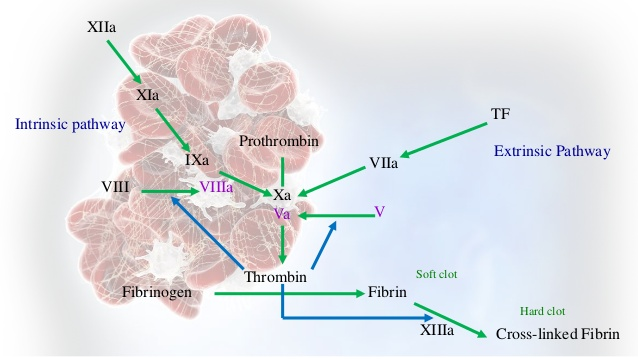 XIIa
XIa
Intrinsic pathway
TF
Prothrombin
Extrinsic Pathway
IXa
VIIa
VIII
VIIIa
Xa
Va
V
Thrombin
Soft clot
Fibrinogen
Fibrin
Hard clot
XIIIa
Cross-linked Fibrin